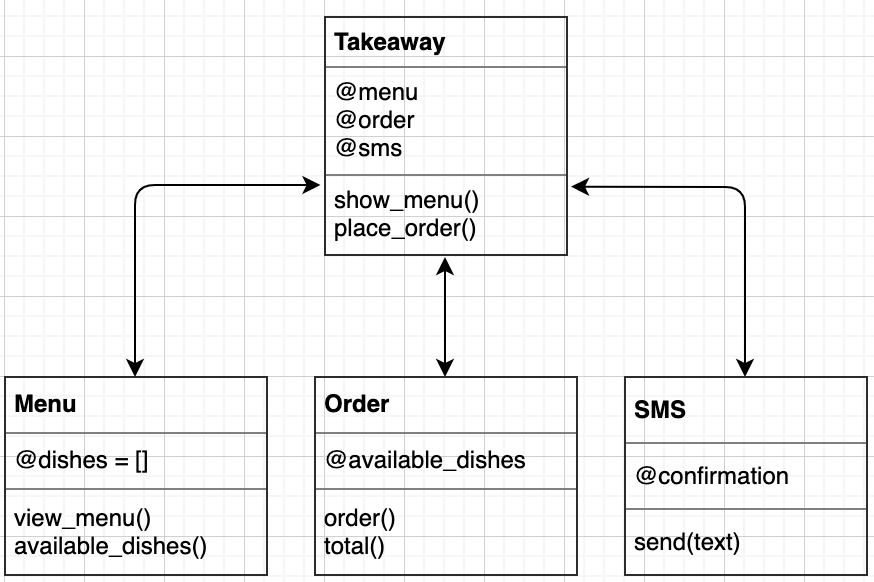 Takeaway
@menu
@order
@sms
show_menu()
place_order()
Menu
@dishes = []
view_menu()
available_dishes()
Order
@available_dishes
order()
total()
SMS
@confirmation
send(text)